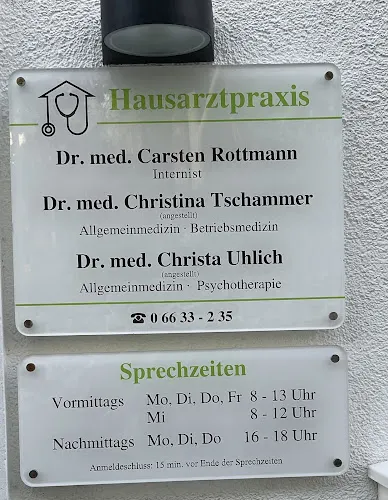 Hausarztpraxis
Dr. med. Carsten Rottmann
Internist
Dr. med. Christina Tschammer
(angestellt)
Allgemeinmedizin · Betriebsmedizin
Dr. med. Christa Uhlich
(angestellt)
Allgemeinmedizin · Psychotherapie
☎ 0 66 33 - 2 35
Sprechzeiten
Vormittags Mo, Di, Do, Fr 8 - 13 Uhr
Mi 8 - 12 Uhr
Nachmittags Mo, Di, Do 16 - 18 Uhr
Anmeldeschluss: 15 min. vor Ende der Sprechzeiten